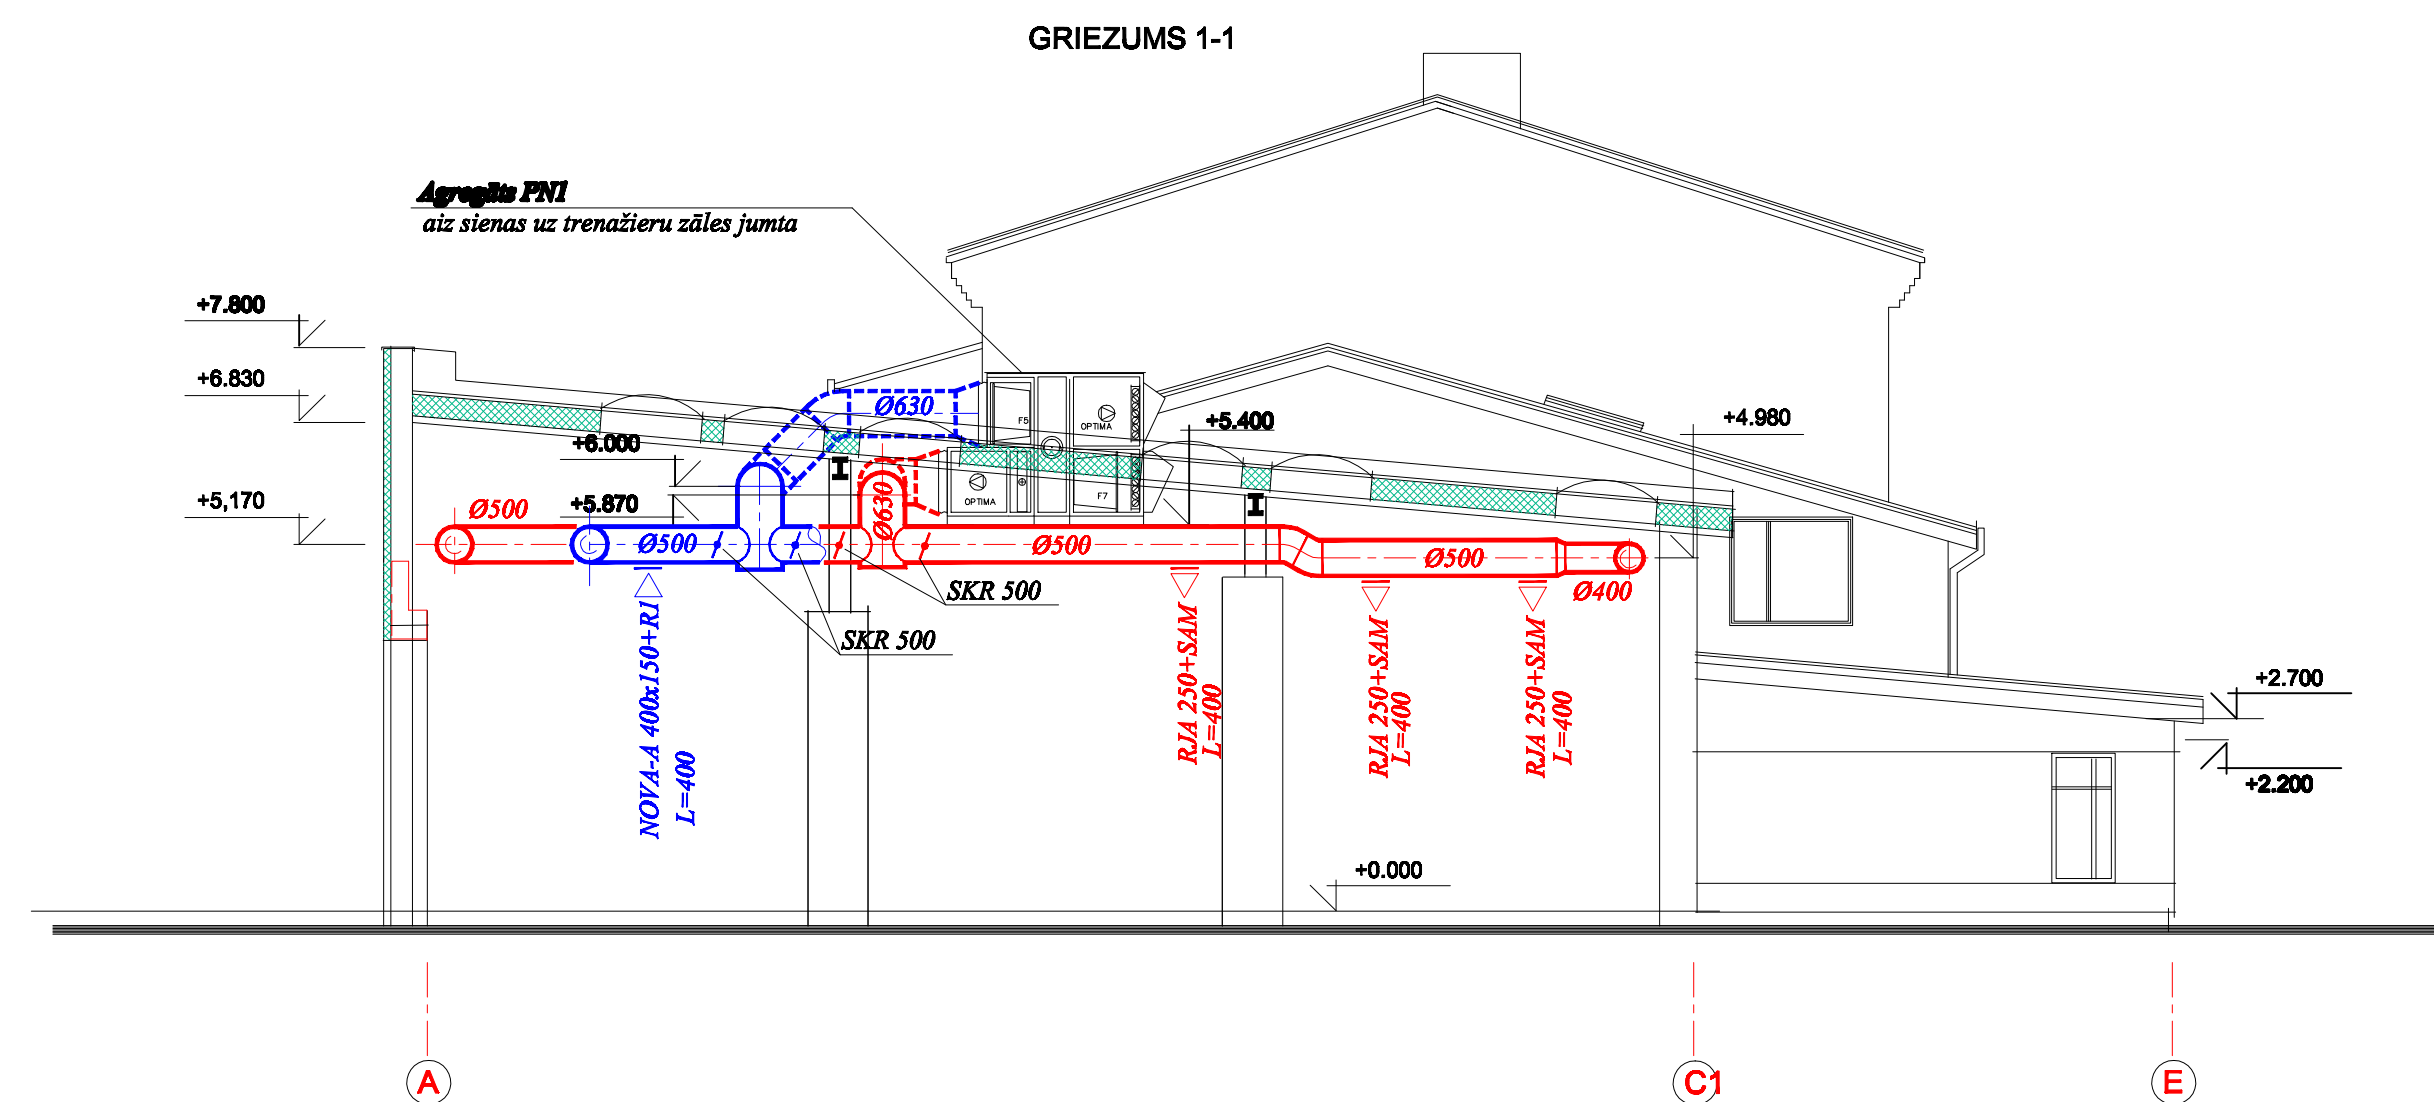 GRIEZUMS 1-1
Agregāts PN1
aiz sienas uz trenažieru zāles jumta
+7.800
+6.830
+5,170
+6.000
+5.870
+5.400
+4.980
Ø630
F5
OPTIMA
OPTIMA
F7
Ø630
Ø500
Ø500
Ø500
Ø500
Ø400
SKR 500
SKR 500
NOVA-A 400x150+R1
L=400
RJA 250+SAM
L=400
RJA 250+SAM
L=400
RJA 250+SAM
L=400
+2.700
+2.200
+0.000
A
C1
E